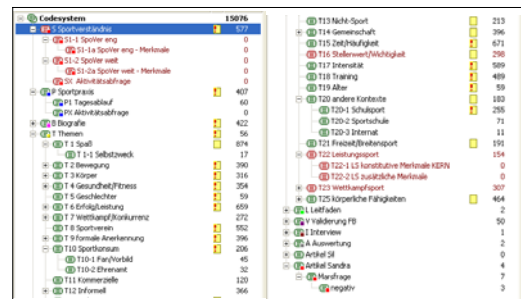 Codesystem 15076
S Sportverständnis 577
S1-1 SpoVer eng 0
S1-1a SpoVer eng - Merkmale 0
S1-2 SpoVer weit 0
S1-2a SpoVer weit - Merkmale 0
SX Aktivitätsabfrage 0
P Sportpraxis 407
P1 Tagesablauf 60
PX Aktivitätsabfrage 0
B Biografie 422
T Themen 56
T 1 Spaß 874
T 1-1 Selbstzweck 17
T 2 Bewegung 390
T 3 Körper 316
T 4 Gesundheit/Fitness 354
T 5 Geschlechter 59
T 6 Erfolg/Leistung 659
T 7 Wettkampf/Konkurrenz 272
T 8 Sportverein 552
T 9 formale Anerkennung 396
T10 Sportkonsum 206
T10-1 Fan/Vorbild 45
T10-2 Ehrenamt 32
T11 Kommerzielle 120
T12 Informell 366
T13 Nicht-Sport 213
T14 Gemeinschaft 396
T15 Zeit/Häufigkeit 671
T16 Stellenwert/Wichtigkeit 298
T17 Intensität 589
T18 Training 489
T19 Alter 59
T20 andere Kontexte 183
T20-1 Schulsport 255
T20-2 Sportschule 71
T20-3 Internat 11
T21 Freizeit/Breitensport 191
T22 Leistungssport 154
T22-1 LS konstitutive Merkmale KERN 0
T22-2 LS zusätzliche Merkmale 0
T23 Wettkampfsport 307
T25 körperliche Fähigkeiten 464
L Leitfaden 2
V Validierung FB 50
I Interview 1
A Auswertung 2
Artikel Sil 0
Artikel Sandra 4
Marsfrage 7
negativ 3